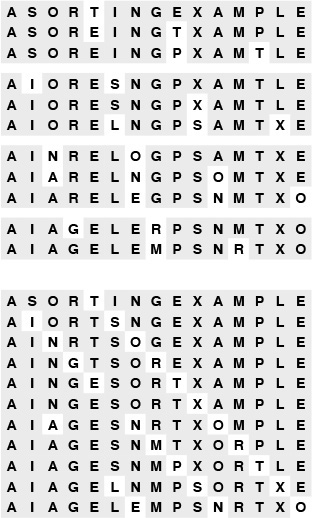 A S O R T I N G E X A M P L E
A S O R E I N G T X A M P L E
A S O R E I N G P X A M T L E
A I O R E S N G P X A M T L E
A I O R E S N G P X A M T L E
A I O R E L N G P S A M T X E
A I N R E L O G P S A M T X E
A I A R E L N G P S O M T X E
A I A R E L E G P S N M T X O
A I A G E L E R P S N M T X O
A I A G E L E M P S N R T X O
A S O R T I N G E X A M P L E
A I O R T S N G E X A M P L E
A I N R T S O G E X A M P L E
A I N G T S O R E X A M P L E
A I N G E S O R T X A M P L E
A I N G E S O R T X A M P L E
A I A G E S N R T X O M P L E
A I A G E S N M T X O R P L E
A I A G E S N M P X O R T L E
A I A G E L N M P S O R T X E
A I A G E L E M P S N R T X O